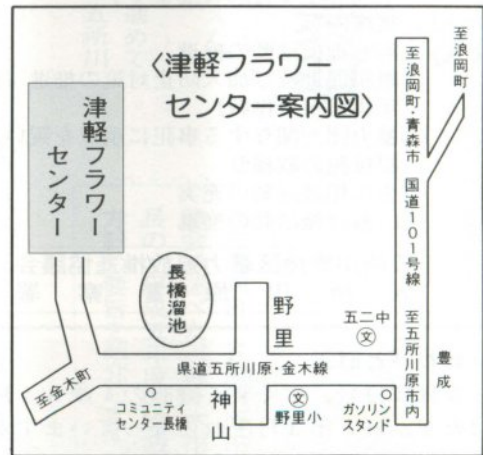 〈津軽フラワー
センター案内図〉
津軽フラワー
センター
長橋溜池
野里
神山
五二中
文
県道五所川原・金木線
至金木町
コミュニティ
センター長橋
文
野里小
ガソリン
スタンド
至浪岡町・青森市 国道101号線 至五所川原市内
至浪岡町
豊成